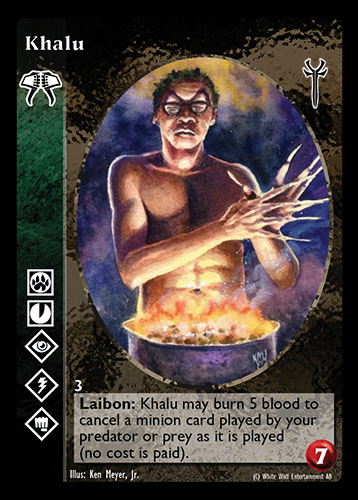 Khalu
3
Laibon: Khalu may burn 5 blood to
cancel a minion card played by your
predator or prey as it is played
(no cost is paid).
7
Illus: Ken Meyer, Jr.
(C) White Wolf Entertainment AB